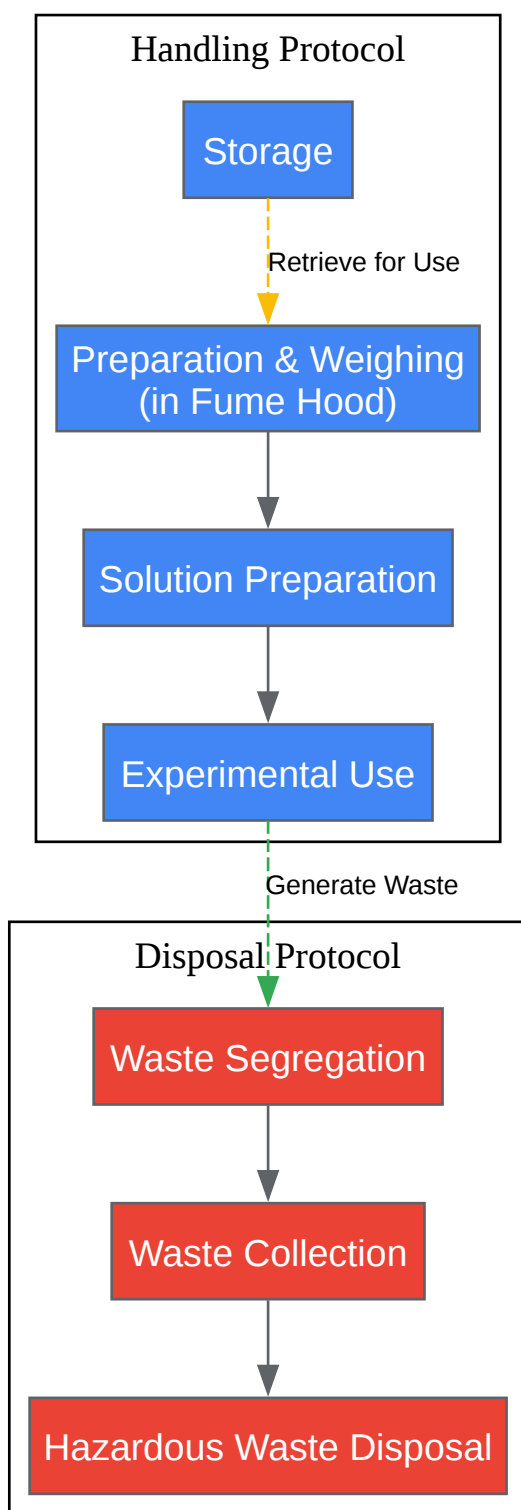 Handling Protocol
Storage
Retrieve for Use
Preparation & Weighing
(in Fume Hood)
Solution Preparation
Experimental Use
Generate Waste
Disposal Protocol
Waste Segregation
Waste Collection
Hazardous Waste Disposal